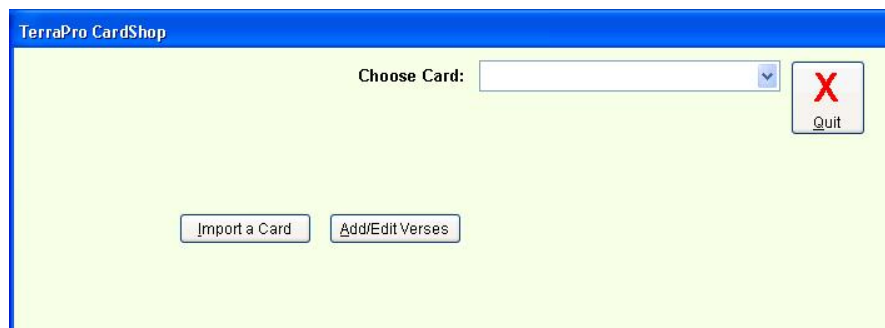 TerraPro CardShop
Choose Card:
X
Quit
Import a Card
Add/Edit Verses